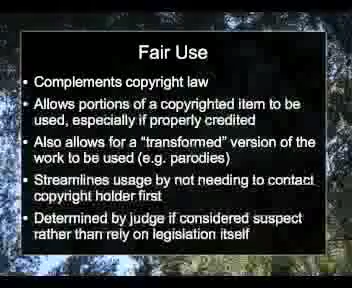 Fair Use
• Complements copyright law
• Allows portions of a copyrighted item to be
used, especially if properly credited
• Also allows for a “transformed” version of the
work to be used (e.g. parodies)
• Streamlines usage by not needing to contact
copyright holder first
• Determined by judge if considered suspect
rather than rely on legislation itself